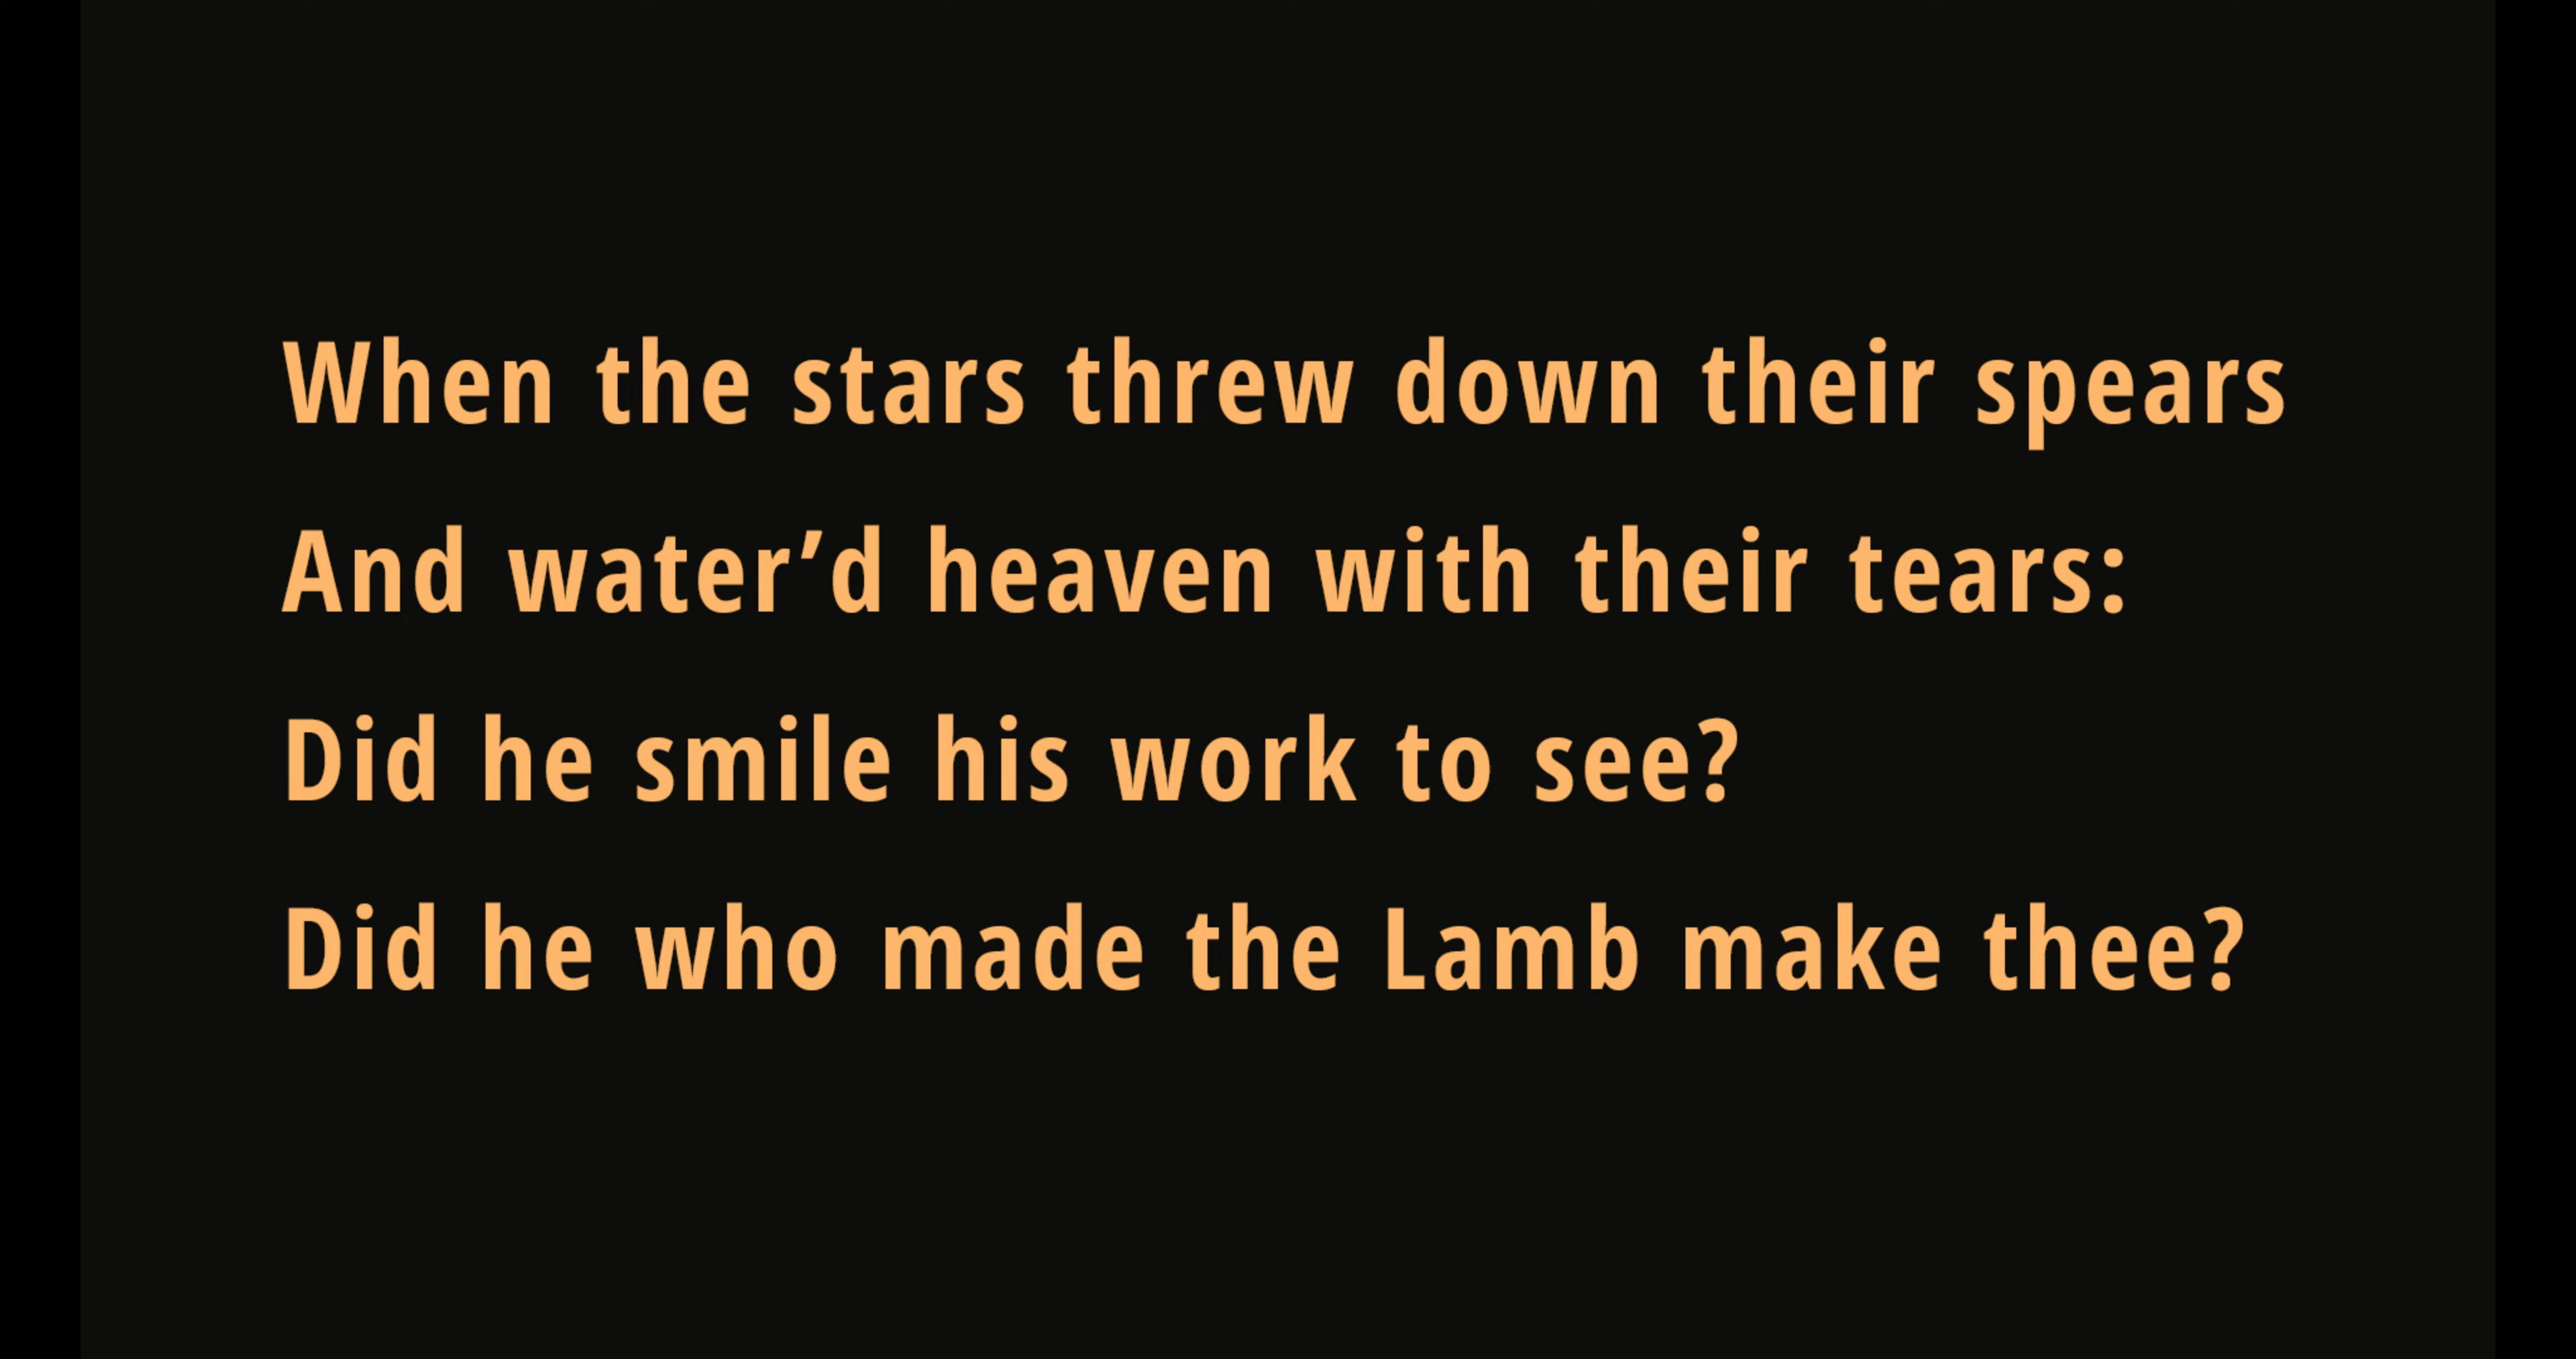 When the stars threw down their spears
And water’d heaven with their tears:
Did he smile his work to see?
Did he who made the Lamb make thee?